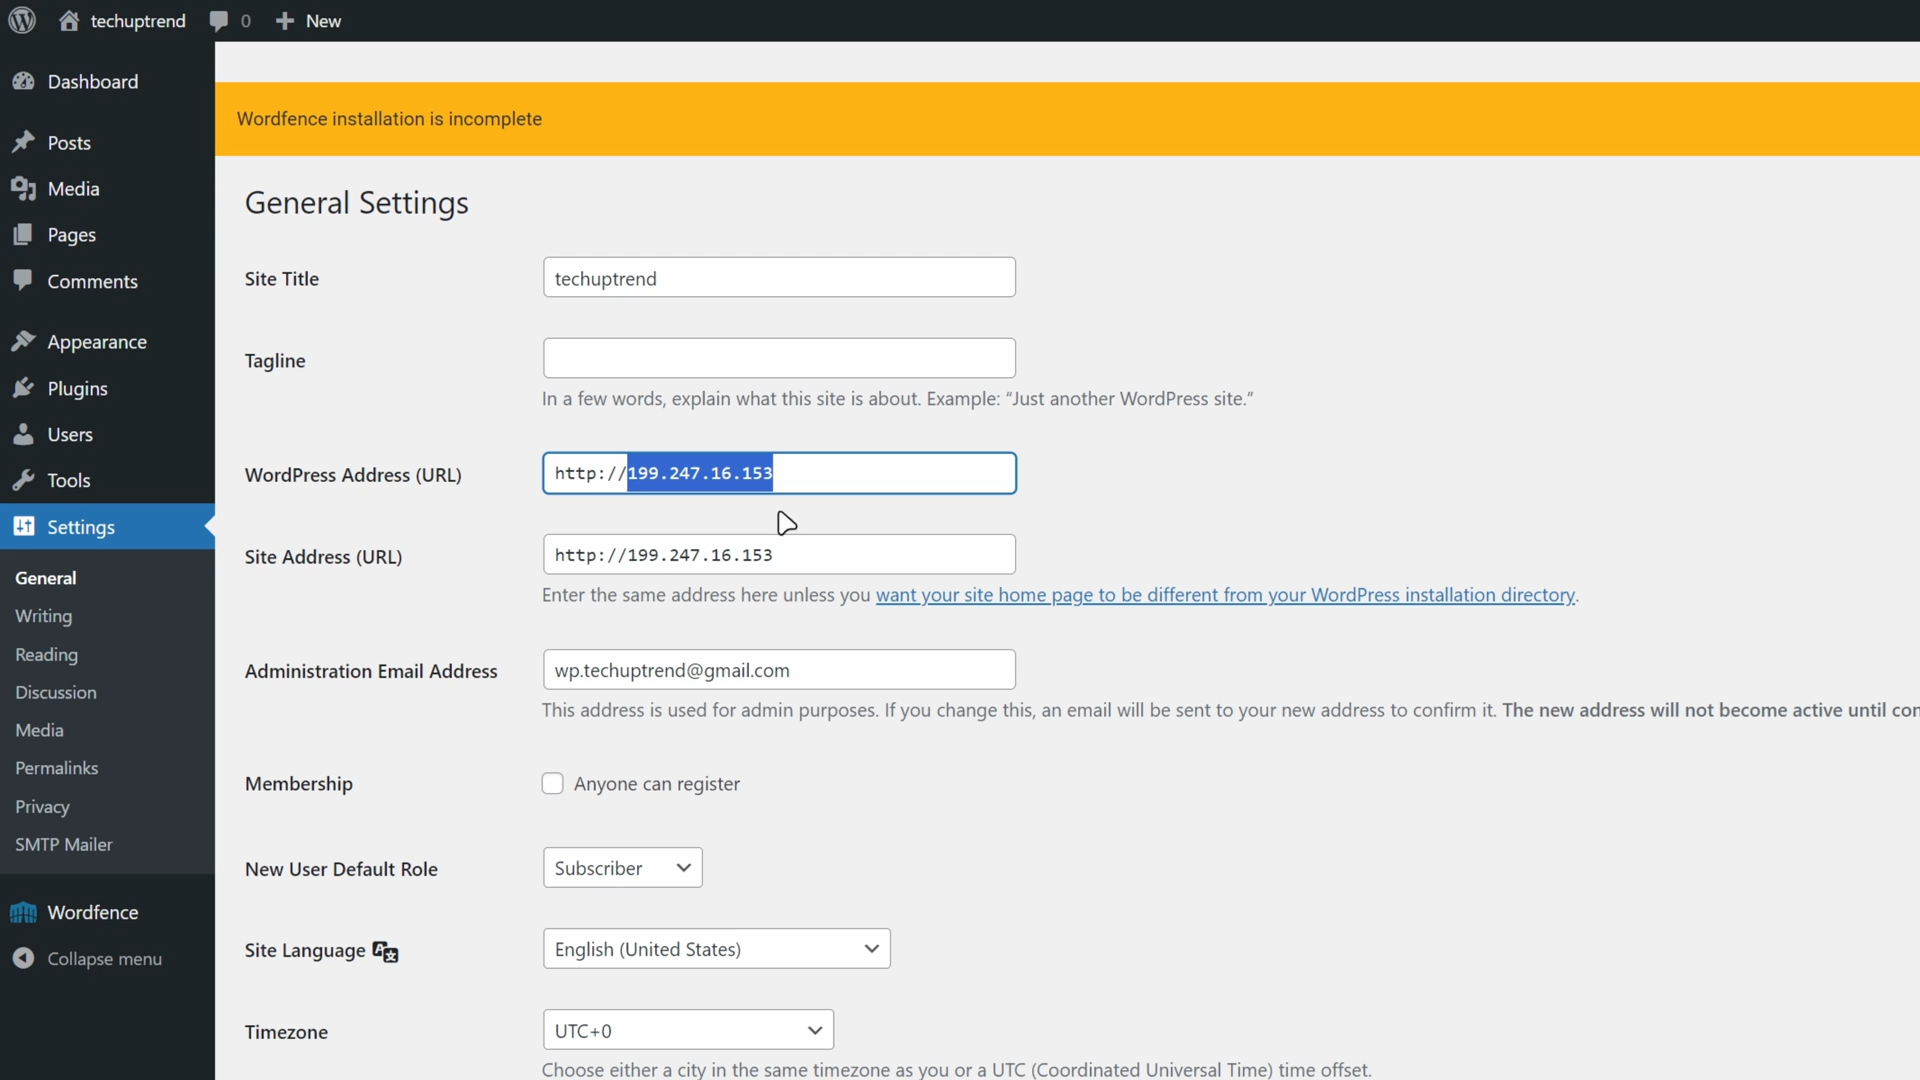 techuptrend 0 New
Dashboard
Posts
Media
Pages
Comments
Appearance
Plugins
Users
Tools
Settings
General
Writing
Reading
Discussion
Media
Permalinks
Privacy
SMTP Mailer
Wordfence
Collapse menu
Wordfence installation is incomplete
General Settings
Site Title techuptrend
Tagline
In a few words, explain what this site is about. Example: “Just another WordPress site.”
WordPress Address (URL) http://199.247.16.153
Site Address (URL) http://199.247.16.153
Enter the same address here unless you want your site home page to be different from your WordPress installation directory.
Administration Email Address wp.techuptrend@gmail.com
This address is used for admin purposes. If you change this, an email will be sent to your new address to confirm it. The new address will not become active until con
Membership Anyone can register
New User Default Role Subscriber
Site Language English (United States)
Timezone UTC+0
Choose either a city in the same timezone as you or a UTC (Coordinated Universal Time) time offset.